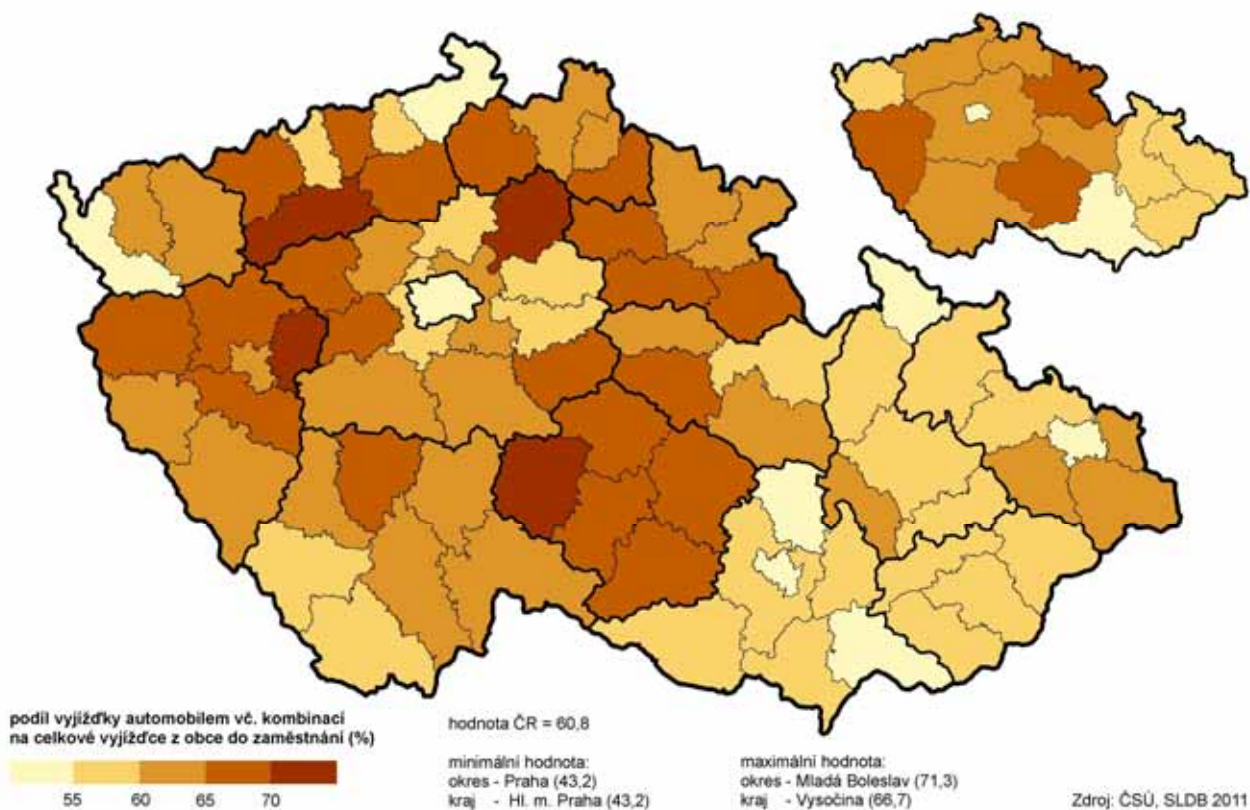 podíl vyjížďky automobilem vč. kombinací
na celkové vyjížďce z obce do zaměstnání (%)
55 60 65 70
hodnota ČR = 60,8
minimální hodnota:
okres - Praha (43,2)
kraj - Hl. m. Praha (43,2)
maximální hodnota:
okres - Mladá Boleslav (71,3)
kraj - Vysočina (66,7)
Zdroj: ČSÚ, SLDB 2011